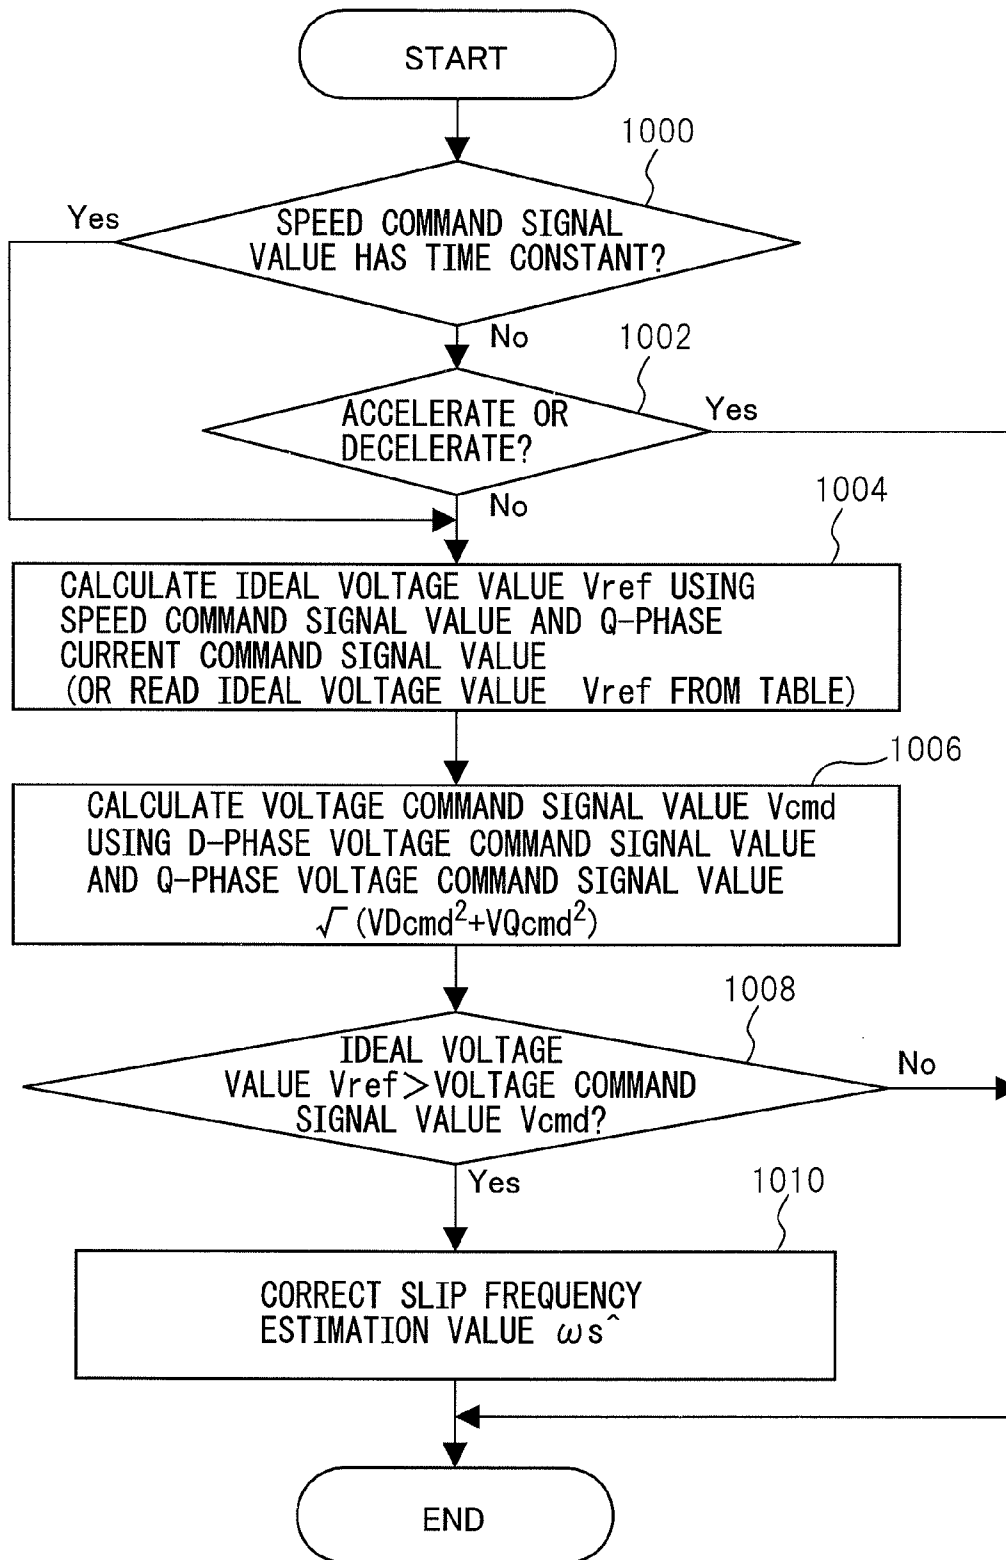 START
1000
Yes
SPEED COMMAND SIGNAL
VALUE HAS TIME CONSTANT?
No
1002
ACCELERATE OR
DECELERATE?
Yes
No
1004
CALCULATE IDEAL VOLTAGE VALUE Vref USING
SPEED COMMAND SIGNAL VALUE AND Q-PHASE
CURRENT COMMAND SIGNAL VALUE
(OR READ IDEAL VOLTAGE VALUE Vref FROM TABLE)
1006
CALCULATE VOLTAGE COMMAND SIGNAL VALUE Vcmd
USING D-PHASE VOLTAGE COMMAND SIGNAL VALUE
AND Q-PHASE VOLTAGE COMMAND SIGNAL VALUE
√(VDcmd²+VQcmd²)
1008
IDEAL VOLTAGE
VALUE Vref>VOLTAGE COMMAND
SIGNAL VALUE Vcmd?
No
Yes
1010
CORRECT SLIP FREQUENCY
ESTIMATION VALUE ωs^
END